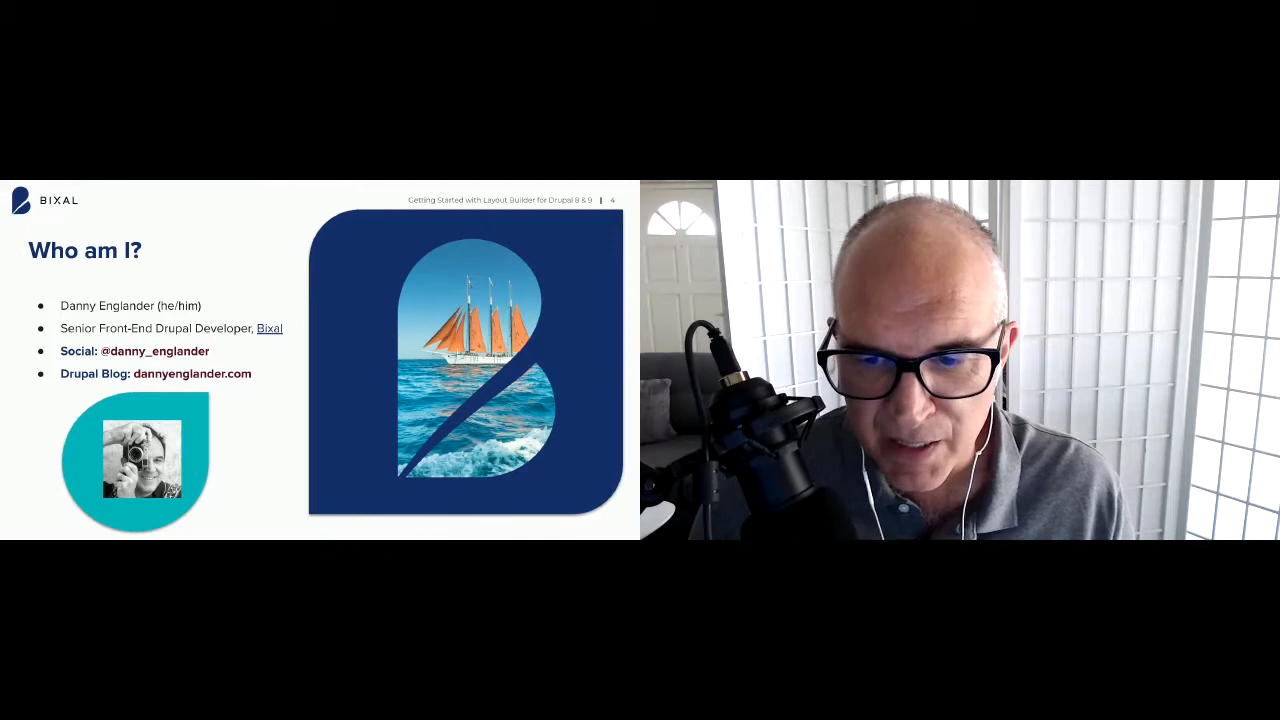 BIXAL
Getting Started with Layout Builder for Drupal 8 & 9 | 4
Who am I?
● Danny Englander (he/him)
● Senior Front-End Drupal Developer, Bixal
● Social: @danny_englander
● Drupal Blog: dannyenglander.com